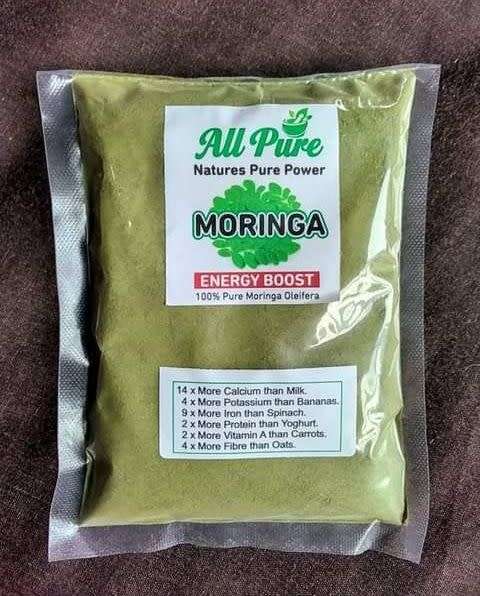 All Pure
Natures Pure Power
MORINGA
ENERGY BOOST
100% Pure Moringa Oleifera
14 x More Calcium than Milk.
4 x More Potassium than Bananas.
9 x More Iron than Spinach.
2 x More Protein than Yoghurt.
2 x More Vitamin A than Carrots.
4 x More Fibre than Oats.